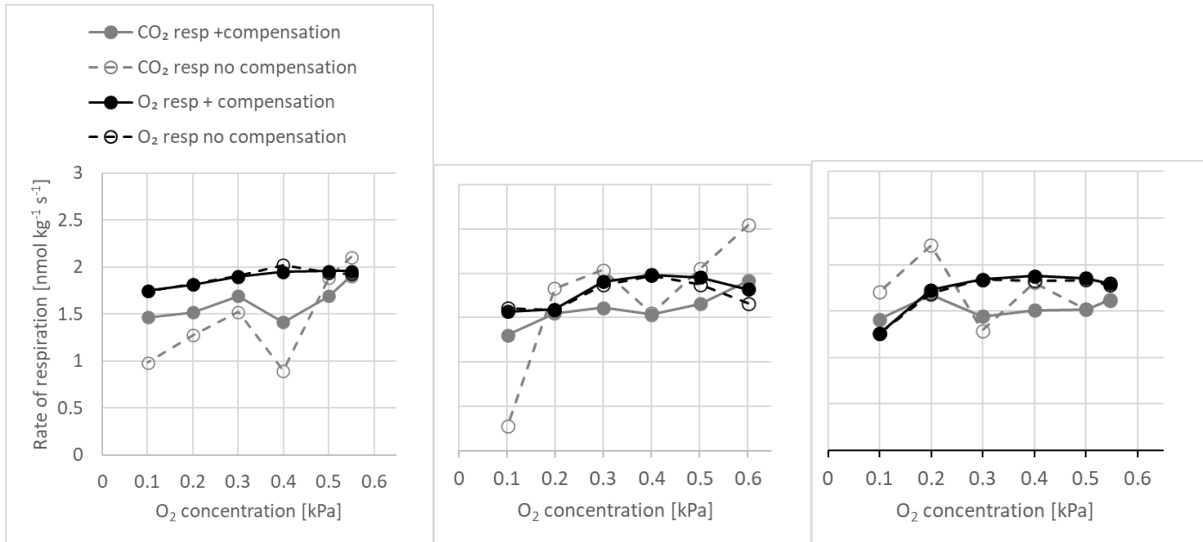 CO₂ resp +compensation
CO₂ resp no compensation
O₂ resp + compensation
O₂ resp no compensation
Rate of respiration [nmol kg⁻¹ s⁻¹]
3
2.5
2
1.5
1
0.5
0
0 0.1 0.2 0.3 0.4 0.5 0.6
O₂ concentration [kPa]
0 0.1 0.2 0.3 0.4 0.5 0.6
O₂ concentration [kPa]
0 0.1 0.2 0.3 0.4 0.5 0.6
O₂ concentration [kPa]